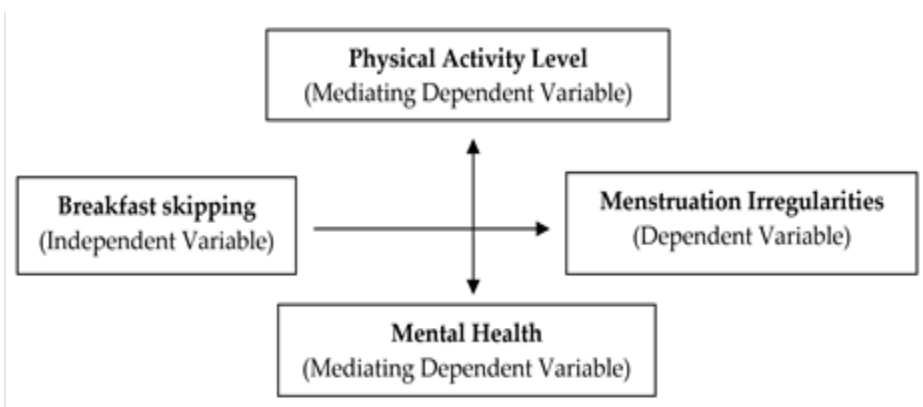 Physical Activity Level
(Mediating Dependent Variable)
Breakfast skipping
(Independent Variable)
Menstruation Irregularities
(Dependent Variable)
Mental Health
(Mediating Dependent Variable)